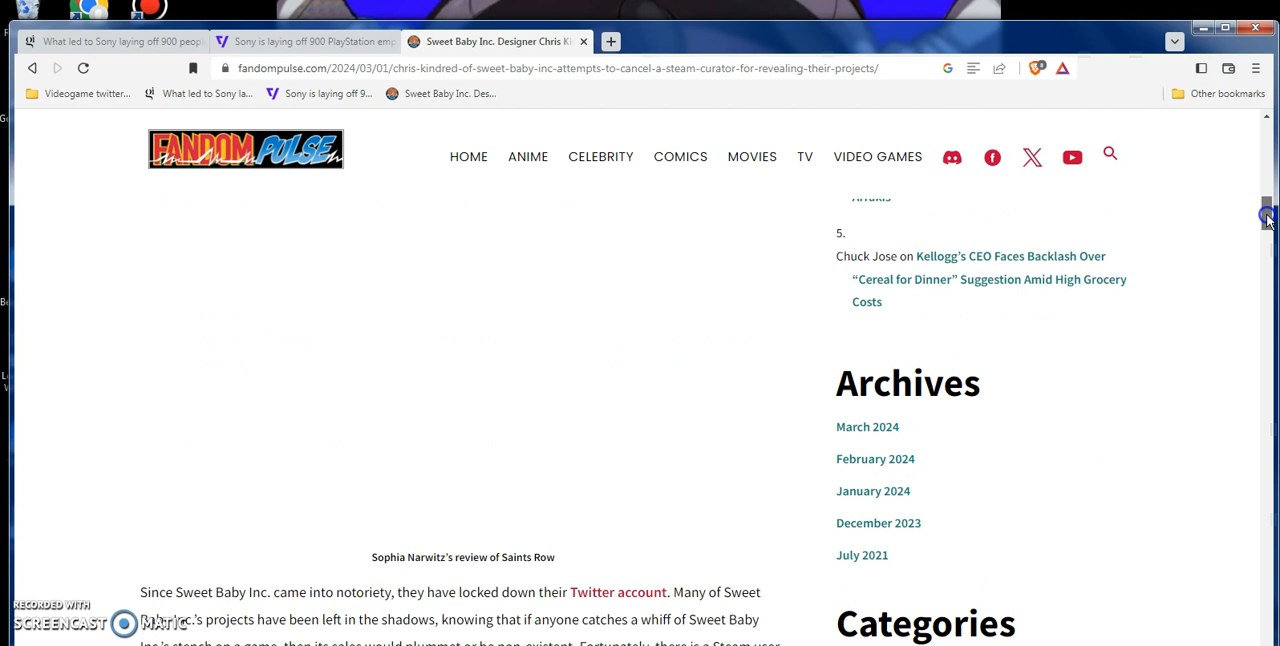 What led to Sony laying off 900 peop
Sony is laying off 900 PlayStation emp
Sweet Baby Inc. Designer Chris Ki
fandompulse.com/2024/03/01/chris-kindred-of-sweet-baby-inc-attempts-to-cancel-a-steam-curator-for-revealing-their-projects/
Videogame twitter...
What led to Sony la...
Sony is laying off 9...
Sweet Baby Inc. Des...
Other bookmarks
FANDOM PULSE
HOME ANIME CELEBRITY COMICS MOVIES TV VIDEO GAMES
Arrakis
5.
Chuck Jose on Kellogg's CEO Faces Backlash Over
“Cereal for Dinner” Suggestion Amid High Grocery
Costs
Archives
March 2024
February 2024
January 2024
December 2023
July 2021
Categories
Sophia Narwitz's review of Saints Row
Since Sweet Baby Inc. came into notoriety, they have locked down their Twitter account. Many of Sweet
Baby Inc.'s projects have been left in the shadows, knowing that if anyone catches a whiff of Sweet Baby
Inc.'s stench on a game, then its sales would plummet or be non-existent. Fortunately, there is a Steam user
RECORDED WITH
SCREENCAST MATIC